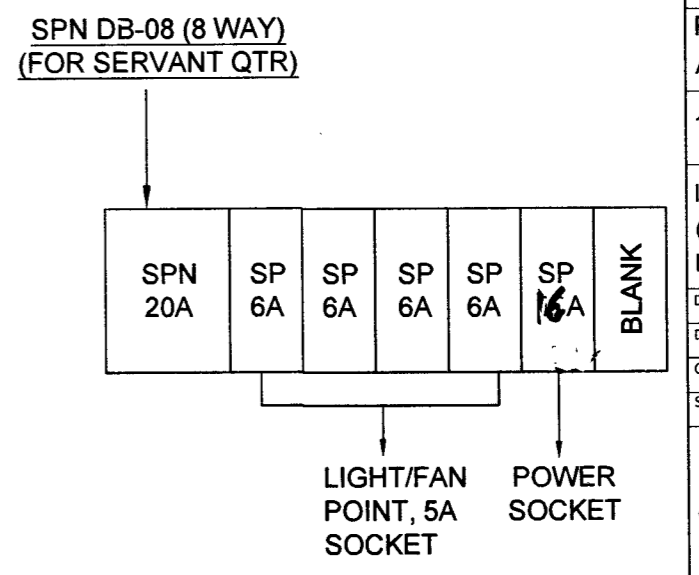 SPN DB-08 (8 WAY)
(FOR SERVANT QTR)
SPN
20A
SP
6A
SP
6A
SP
6A
SP
6A
SP
16A
BLANK
LIGHT/FAN
POINT, 5A
SOCKET
POWER
SOCKET